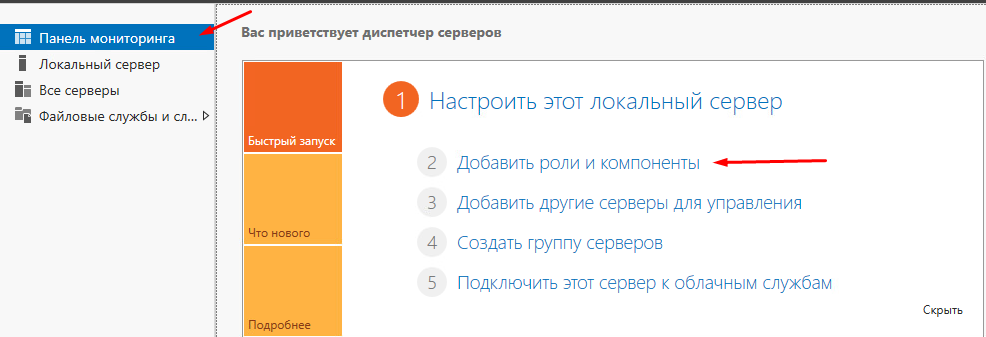 Панель мониторинга
Локальный сервер
Все серверы
Файловые службы и сл...
Вас приветствует диспетчер серверов
Быстрый запуск
Что нового
Подробнее
1 Настроить этот локальный сервер
2 Добавить роли и компоненты
3 Добавить другие серверы для управления
4 Создать группу серверов
5 Подключить этот сервер к облачным службам
Скрыть